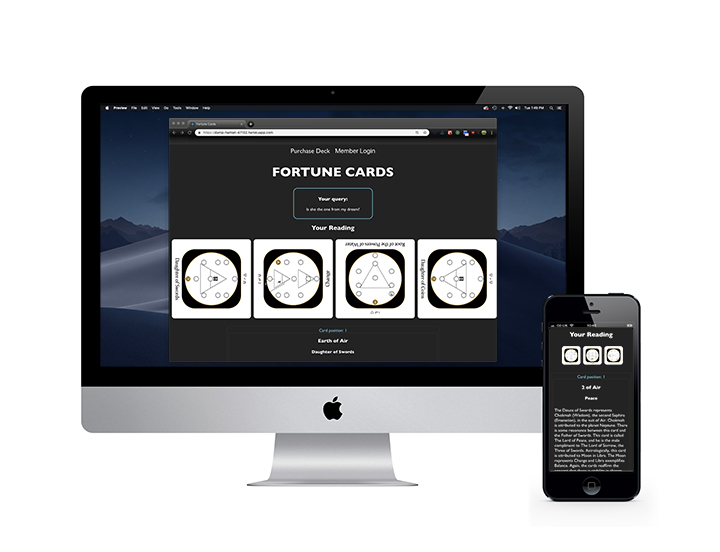 Preview File Edit View Go Tools Window Help
Tue 1:49 PM
Fortune Cards
Purchase Deck Member Login
FORTUNE CARDS
Your query:
Is she the one from my dream?
Your Reading
Daughter of Swords
Change
Root of the Powers of Water
Daughter of Coins
Card position: 1
Earth of Air
Daughter of Swords
Your Reading
Card position: 1
2 of Air
Peace
The Deuce of Swords represents
Chokmah (Wisdom), the second Sephira
(Emanation), in the suit of Air. Chokmah
is attributed to the planet Neptune. There
is some resonance between this card and
the Father of Swords. This card is called
The Lord of Peace, and he is the male
compliment to The Lord of Sorrow, the
Three of Swords. Astrologically, this card
is attributed to Moon in Libra. The Moon
represents Change and Libra exemplifies
Balance. Again, the cards reaffirm the